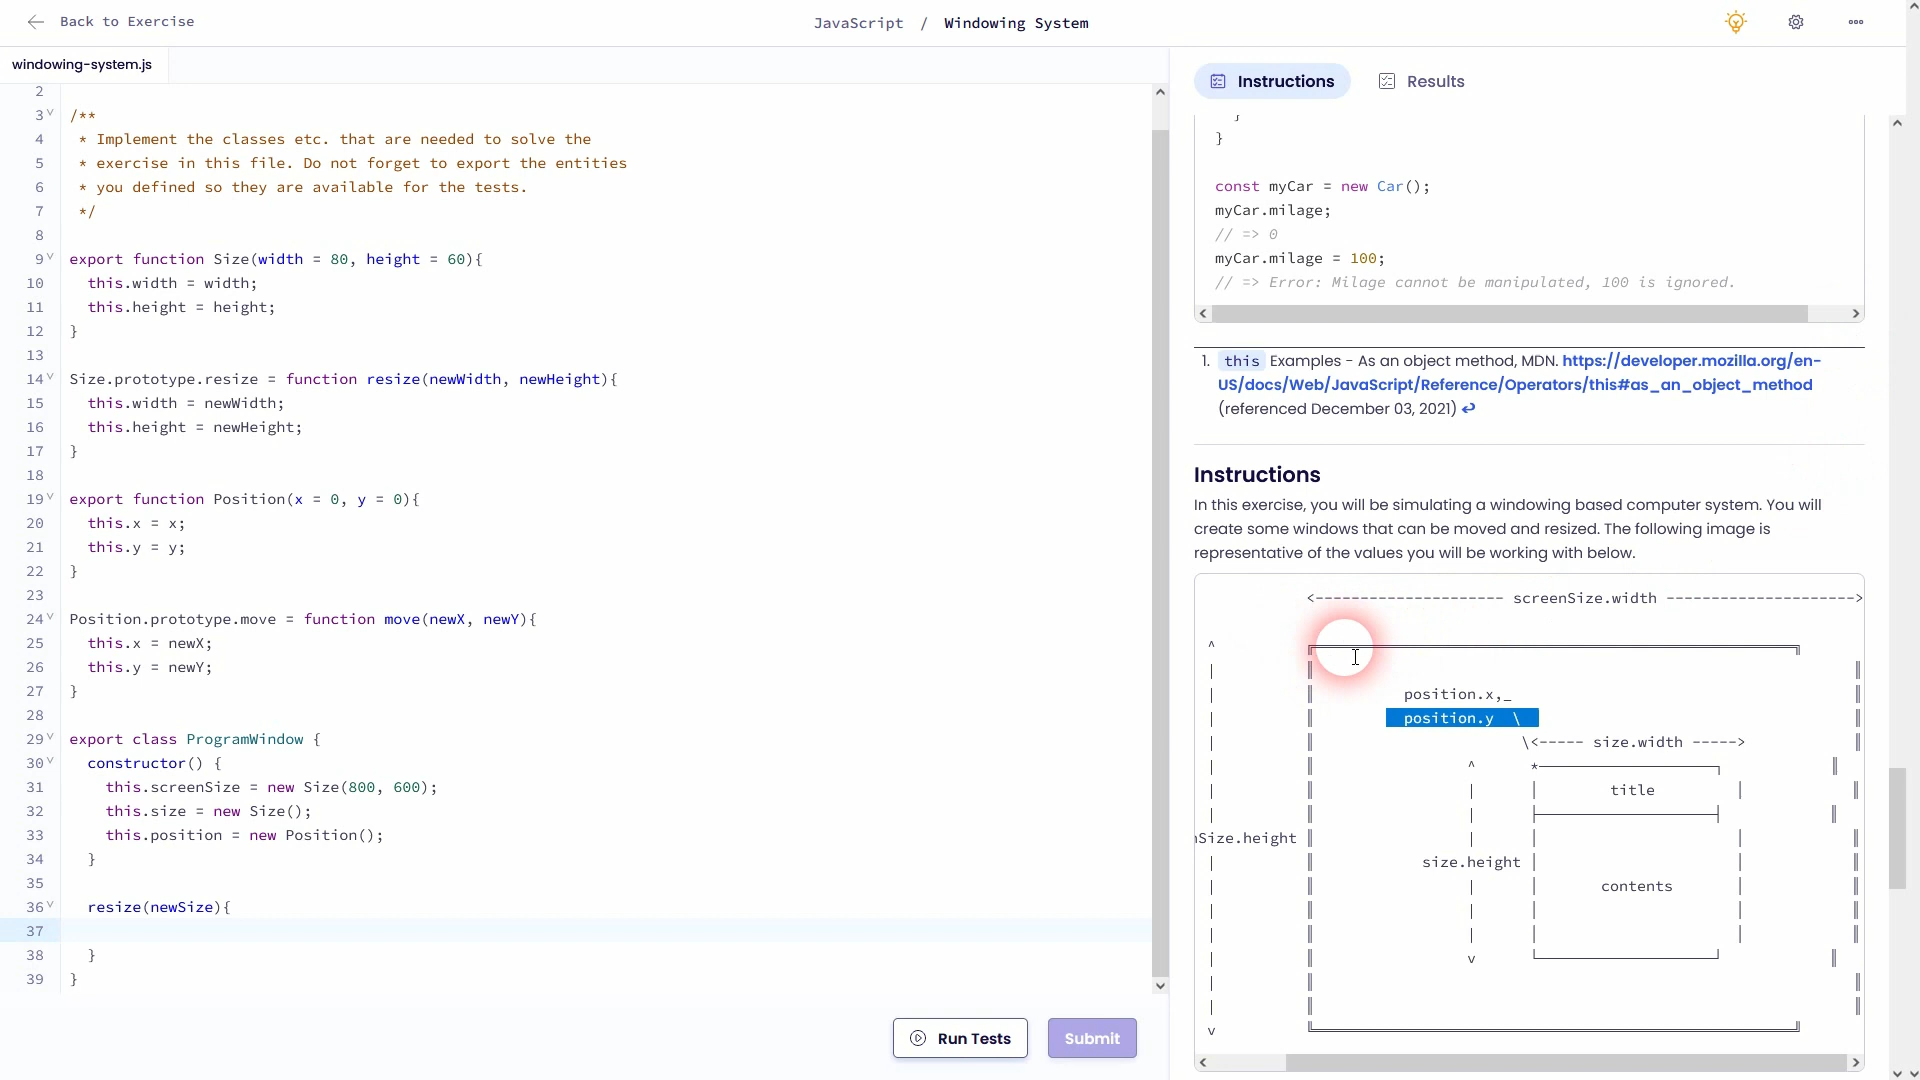 Back to Exercise
JavaScript / Windowing System
windowing-system.js
2
3 /**
4 * Implement the classes etc. that are needed to solve the
5 * exercise in this file. Do not forget to export the entities
6 * you defined so they are available for the tests.
7 */
8
9 export function Size(width = 80, height = 60){
10 this.width = width;
11 this.height = height;
12 }
13
14 Size.prototype.resize = function resize(newWidth, newHeight){
15 this.width = newWidth;
16 this.height = newHeight;
17 }
18
19 export function Position(x = 0, y = 0){
20 this.x = x;
21 this.y = y;
22 }
23
24 Position.prototype.move = function move(newX, newY){
25 this.x = newX;
26 this.y = newY;
27 }
28
29 export class ProgramWindow {
30 constructor() {
31 this.screenSize = new Size(800, 600);
32 this.size = new Size();
33 this.position = new Position();
34 }
35
36 resize(newSize){
37
38 }
39 }
Run Tests
Submit
Instructions
Results
}
}
const myCar = new Car();
myCar.milage;
// => 0
myCar.milage = 100;
// => Error: Milage cannot be manipulated, 100 is ignored.
1. this Examples - As an object method, MDN. https://developer.mozilla.org/en-
US/docs/Web/JavaScript/Reference/Operators/this#as_an_object_method
(referenced December 03, 2021) ↩
Instructions
In this exercise, you will be simulating a windowing based computer system. You will
create some windows that can be moved and resized. The following image is
representative of the values you will be working with below.
<--------------------- screenSize.width --------------------->
position.x,_
position.y \
\<----- size.width ----->
title
nSize.height
size.height
contents